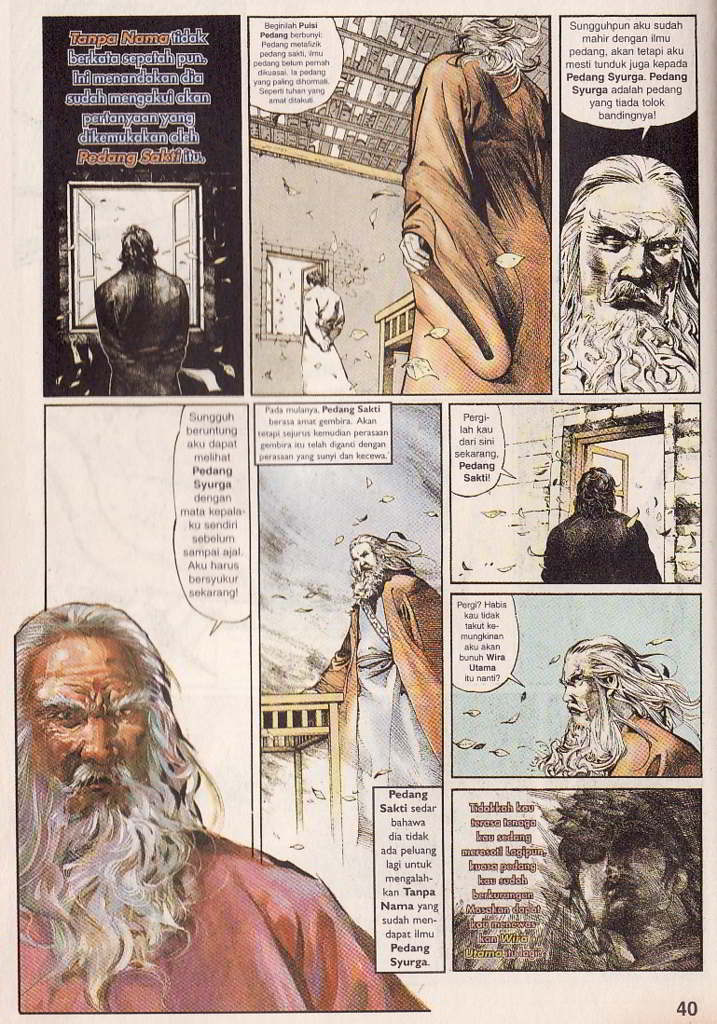 Tanpa Nama tidak
berkata sepatah pun.
Ini menandakan dia
sudah mengakui akan
pertanyaan yang
dikemukakan oleh
Pedang Sakti itu.
Beginilah Puisi
Pedang berbunyi:
Pedang metalizik
pedang sakti, ilmu
pedang belum pernah
dikuasai. Ia pedang
yang paling dihormati.
Seperti tuhan yang
amat ditakuti
Sungguhpun aku sudah
mahir dengan ilmu
pedang, akan tetapi aku
mesti tunduk juga kepada
Pedang Syurga. Pedang
Syurga adalah pedang
yang tiada tolok
bandingnya!
Sungguh
beruntung
aku dapat
melihat
Pedang
Syurga
dengan
mata kepala-
ku sendiri
sebelum
sampai ajal.
Aku harus
bersyukur
sekarang!
Pada mulanya, Pedang Sakti
berasa amat gembira. Akan
tetapi sejurus kemudian perasaan
gembira itu telah diganti dengan
perasaan yang sunyi dan kecewa.
Pedang
Sakti sedar
bahawa
dia tidak
ada peluang
lagi untuk
mengalah-
kan Tanpa
Nama yang
sudah men-
dapat ilmu
Pedang
Syurga.
Pergi-
lah kau
dari sini
sekarang,
Pedang
Sakti!
Pergi? Habis
kau tidak
takut ke-
mungkinan
aku akan
bunuh Wira
Utama
itu nanti?
Tidakkah kau
terasa tenaga
kau sedang
merosot! Lagipun,
kuasa pedang
kau sudah
berkurangan
Masakan dapat
kau menewas-
kan Wira
Utama itu lagi!
40